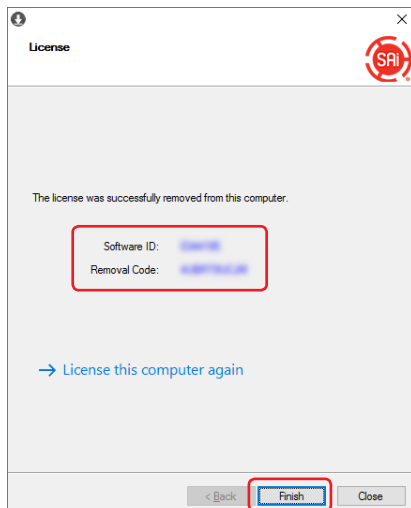 License
SAi
The license was successfully removed from this computer.
Software ID:
Removal Code:
→ License this computer again
< Back Finish Close